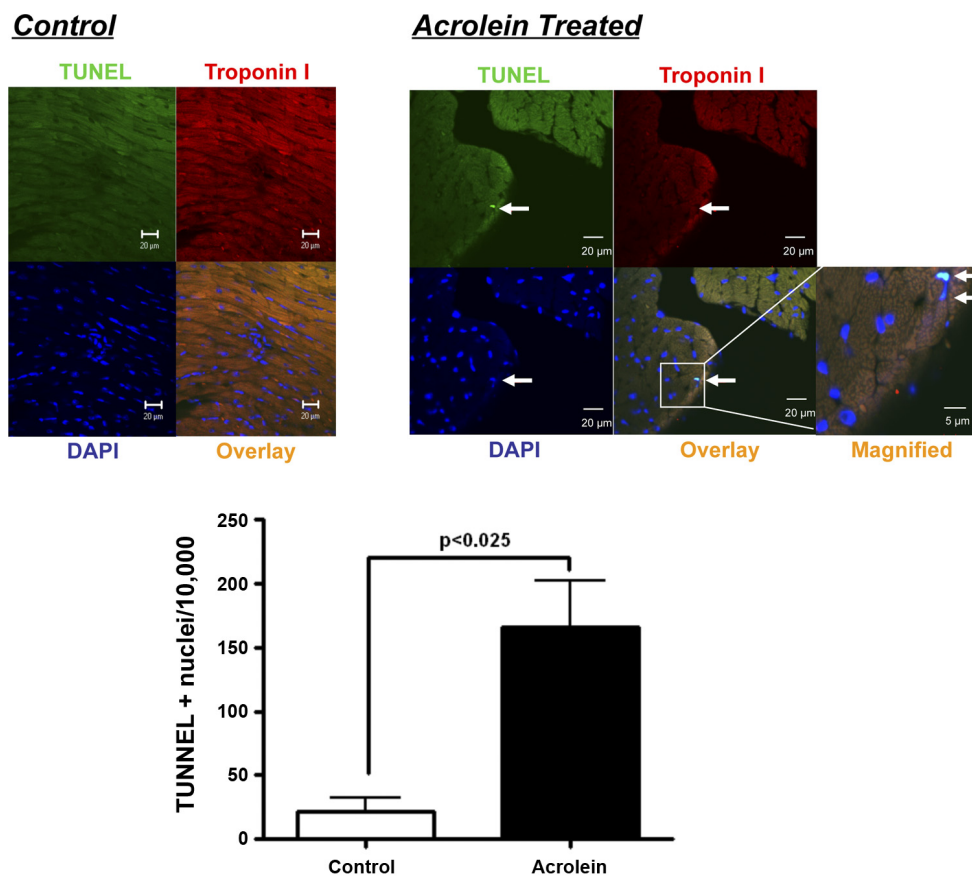 Control
Acrolein Treated
TUNEL Troponin I
TUNEL Troponin I
20 µm 20 µm
20 µm 20 µm
20 µm 20 µm
20 µm 20 µm 5 µm
DAPI Overlay
DAPI Overlay Magnified
250
200
150
100
50
0
TUNNEL + nuclei/10,000
p<0.025
Control Acrolein